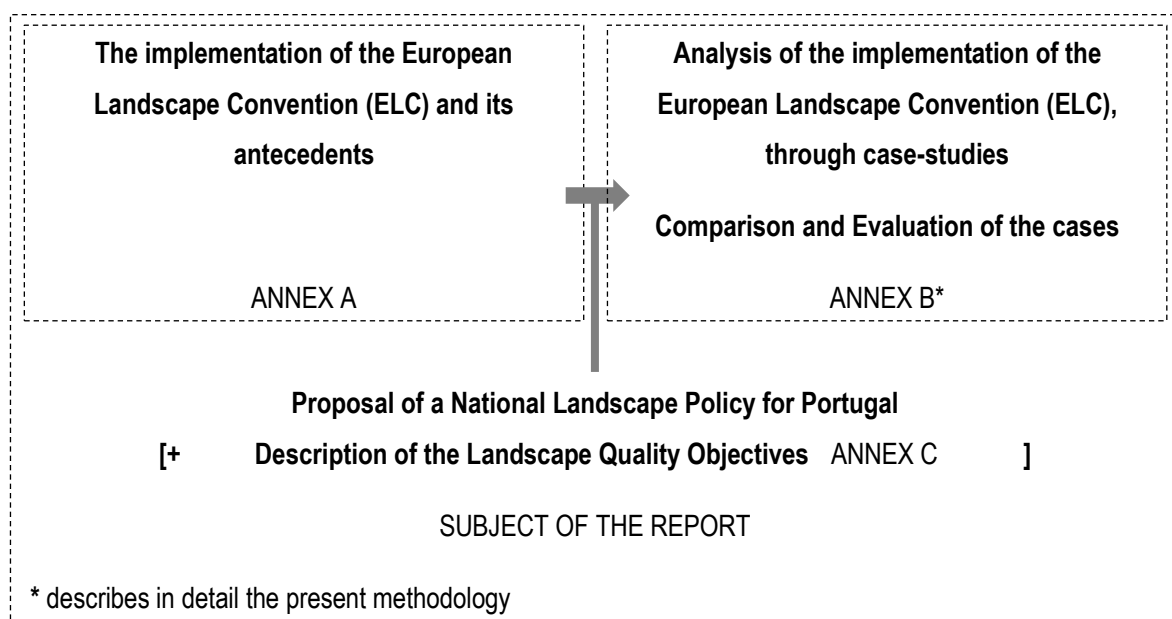 The implementation of the European
Landscape Convention (ELC) and its
antecedents
ANNEX A
Analysis of the implementation of the
European Landscape Convention (ELC),
through case-studies
Comparison and Evaluation of the cases
ANNEX B*
Proposal of a National Landscape Policy for Portugal
[+ Description of the Landscape Quality Objectives ANNEX C ]
SUBJECT OF THE REPORT
* describes in detail the present methodology